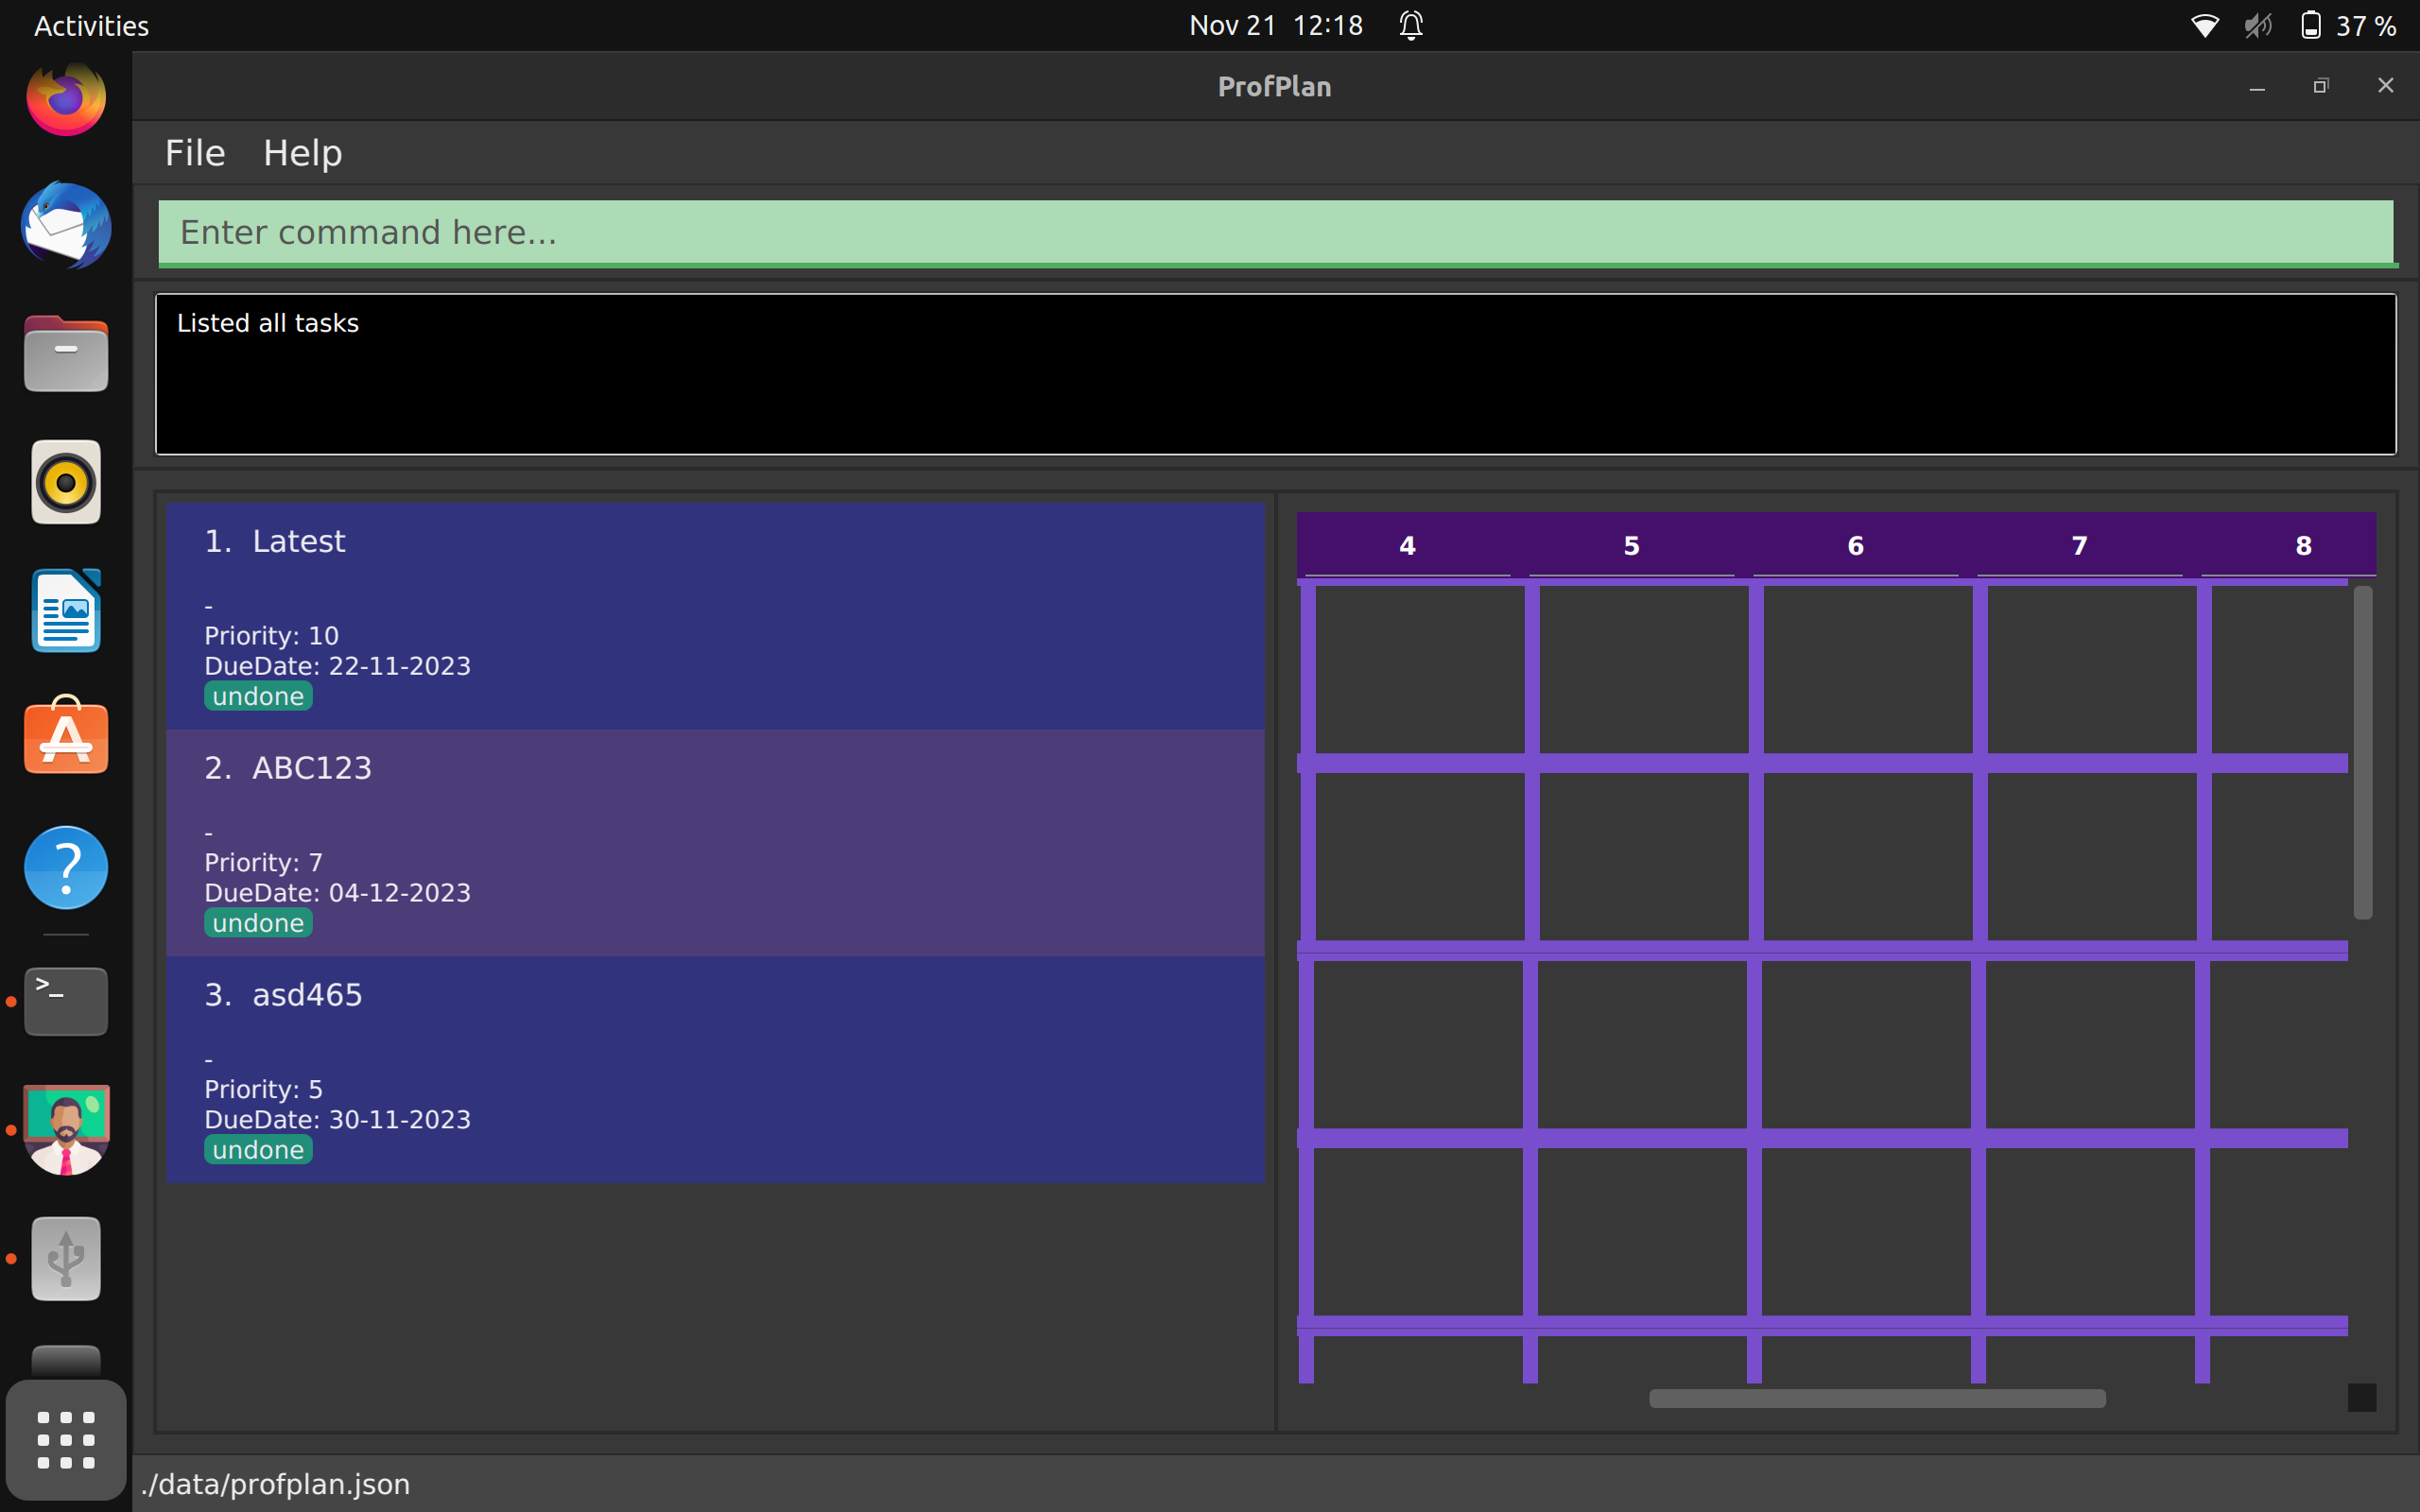 Activities
Nov 21 12:18
37 %
ProfPlan
File Help
Enter command here...
Listed all tasks
1. Latest
-
Priority: 10
DueDate: 22-11-2023
undone
2. ABC123
-
Priority: 7
DueDate: 04-12-2023
undone
3. asd465
-
Priority: 5
DueDate: 30-11-2023
undone
4 5 6 7 8
./data/profplan.json